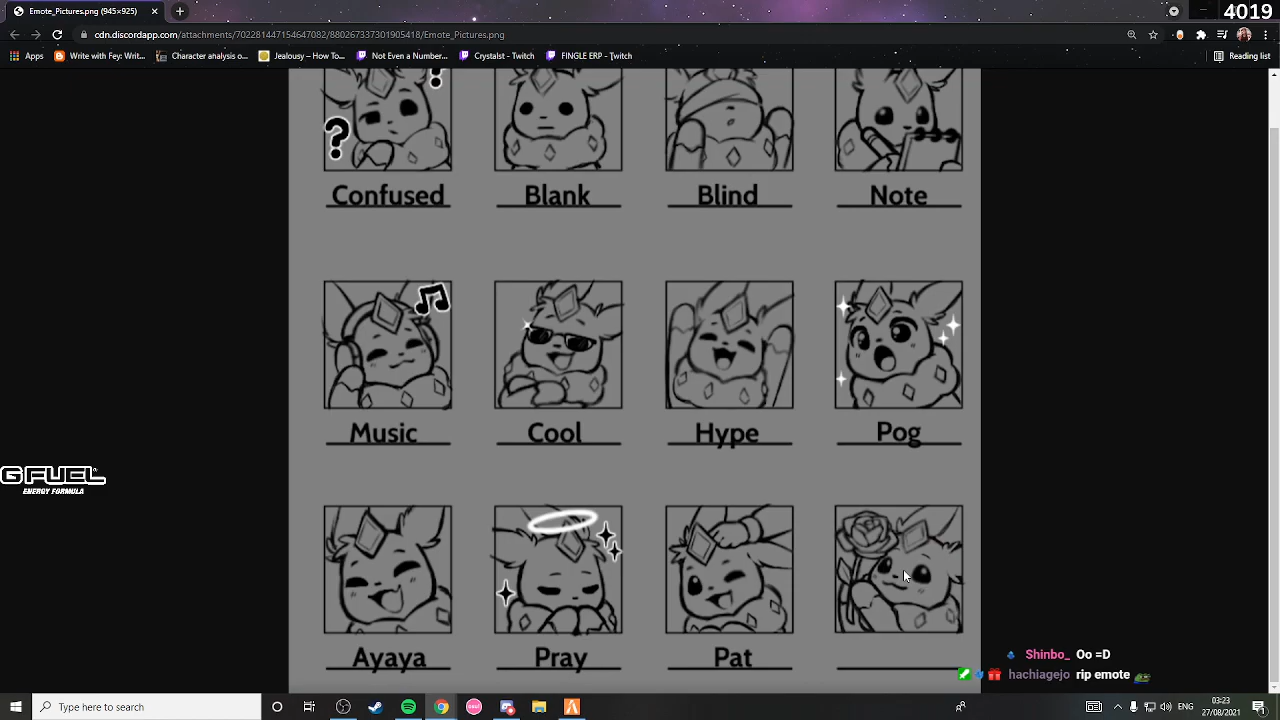 Emote_Pictures.png (945×925)
4019
cdn.discordapp.com/attachments/702281447154647082/880267337301905418/Emote_Pictures.png
Apps
Write with Fey: Writ...
Character analysis o...
Jealousy – How To...
Not Even a Number...
Crystalst - Twitch
FINGLE ERP - Twitch
Reading list
?
?
Confused
Blank
Blind
Note
Music
Cool
Hype
Pog
GFUEL
ENERGY FORMULA
Ayaya
Pray
Pat
Shinbo_ Oo =D
hachiagejo rip emote
Type here to search
ENG
03:23
27/08/2021